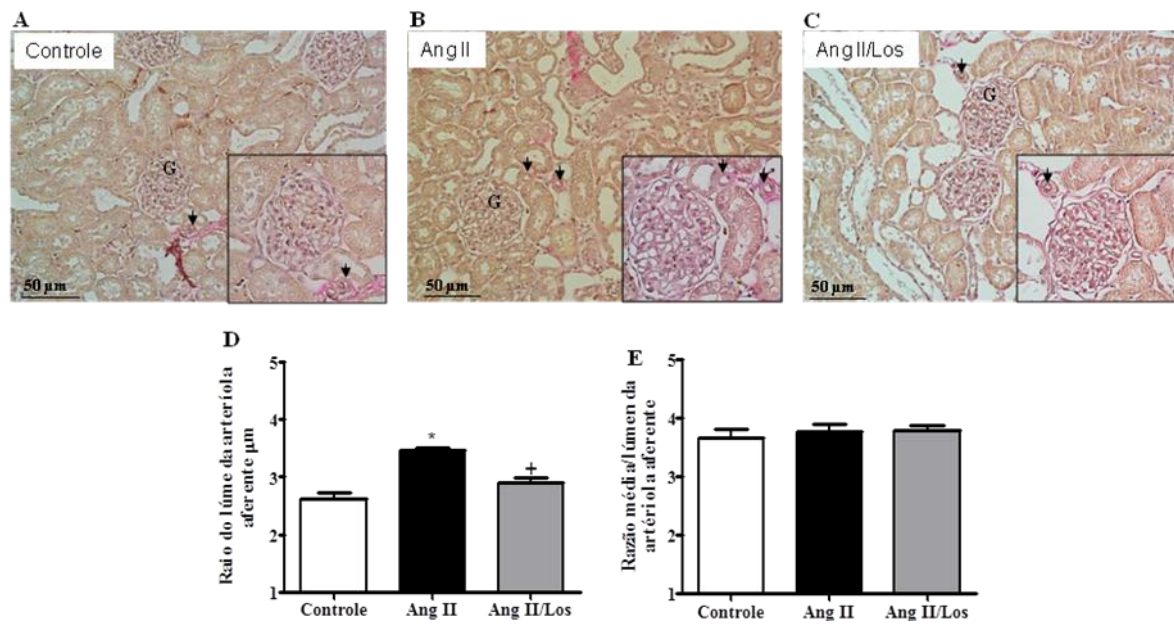 A
Controle
G
50 µm
B
Ang II
G
50 µm
C
Ang II/Los
G
50 µm
D
Raio do lúme da arteríola
aferente µm
5
4
3
2
1
*
+
Controle
Ang II
Ang II/Los
E
Razão média/lúmen da
artériola aferente
5
4
3
2
1
Controle
Ang II
Ang II/Los